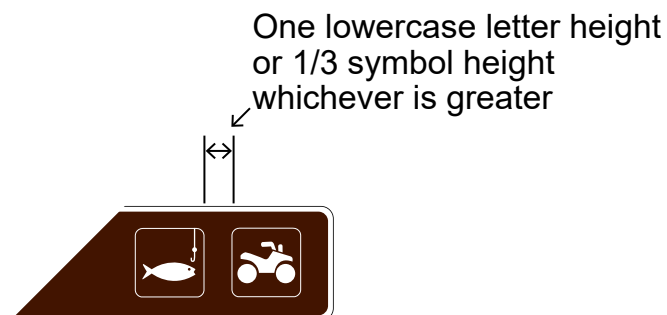 One lowercase letter height
or 1/3 symbol height
whichever is greater